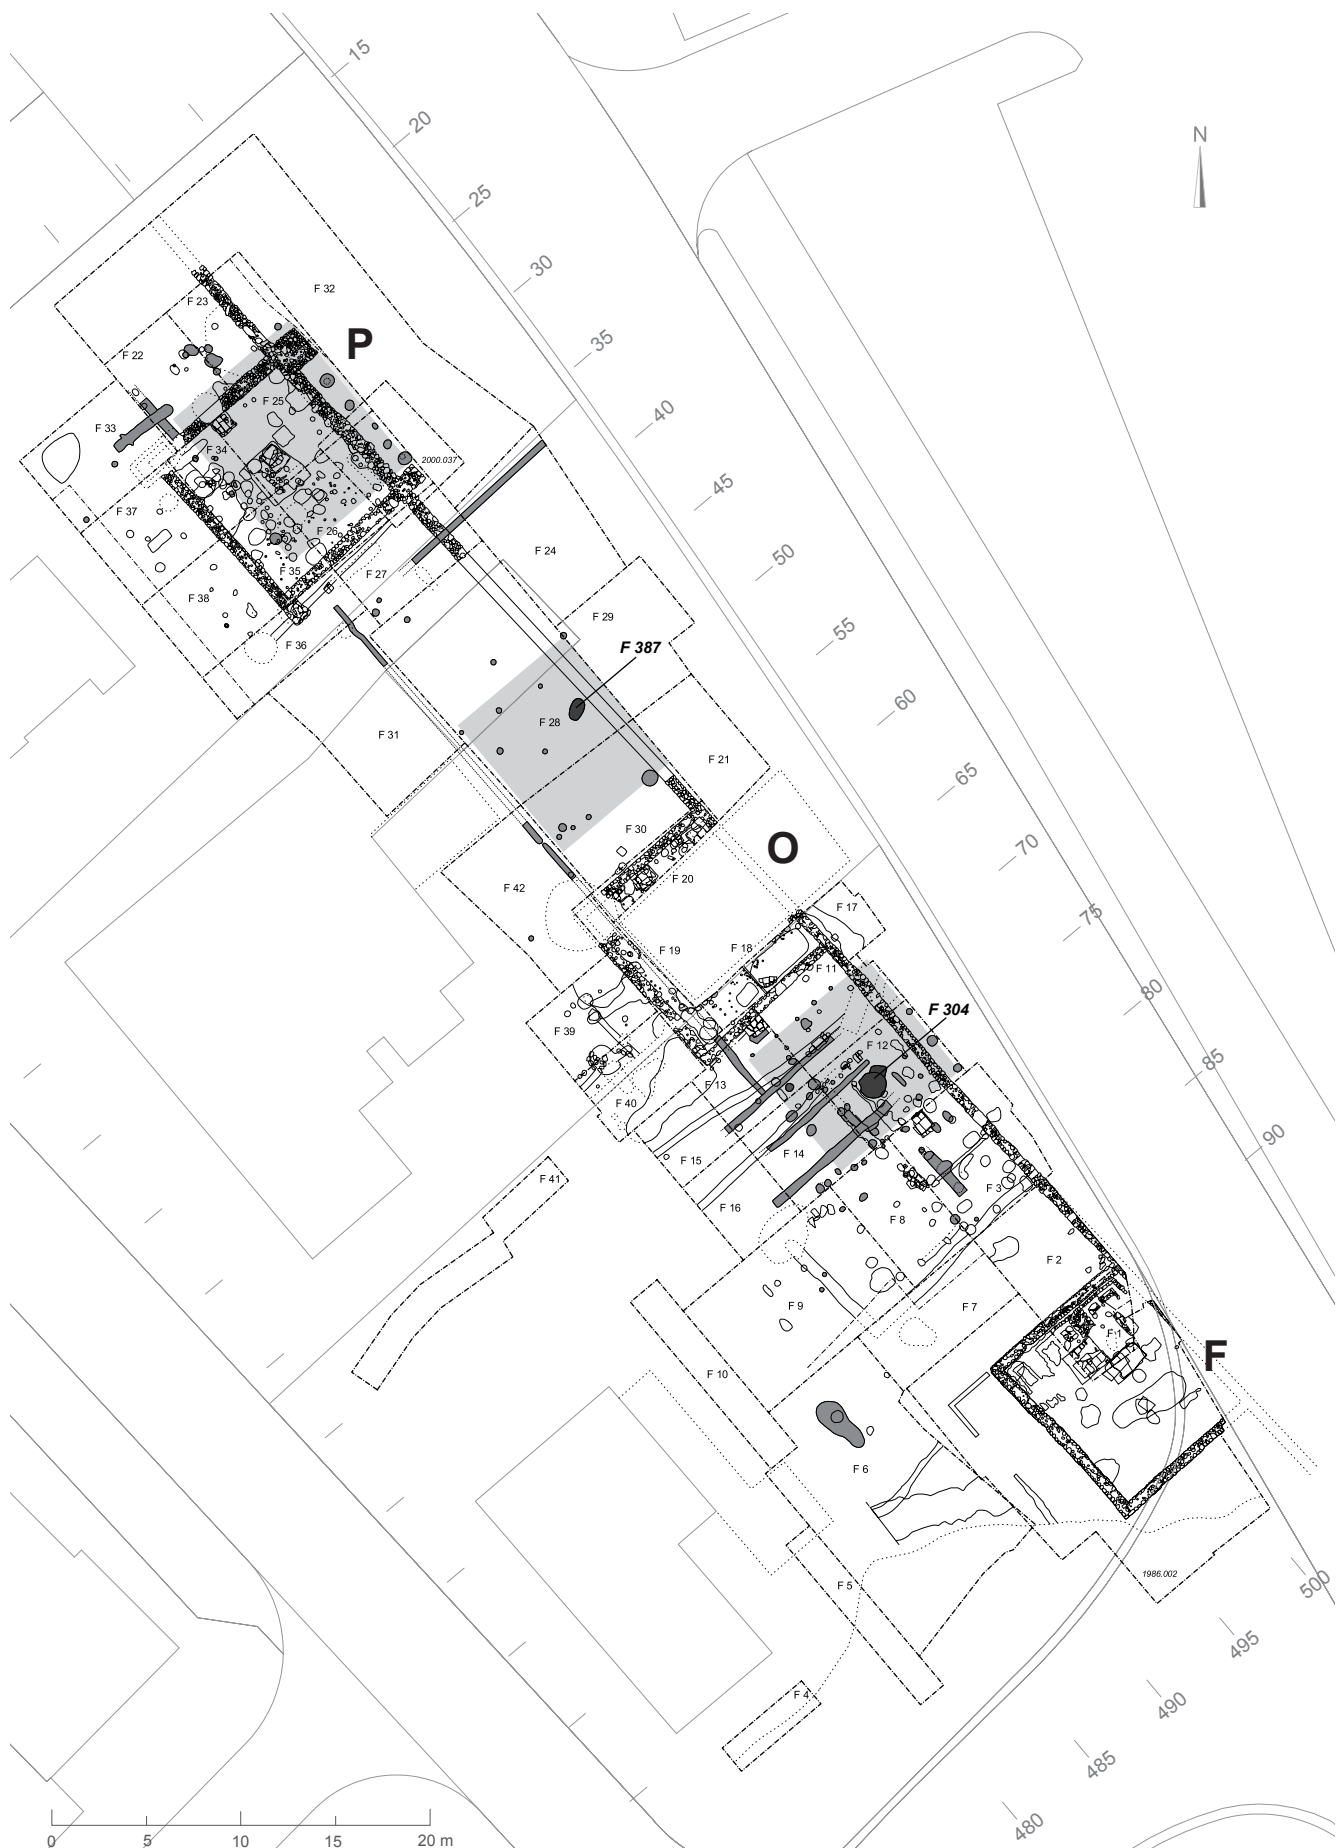 15
20
25
30
35
40
45
50
55
60
65
70
75
80
85
90
N
P
O
F
F 32
F 23
F 22
F 25
F 33
F 34
2000.037
F 37
F 26
F 24
F 35
F 27
F 38
F 29
F 36
F 387
F 28
F 31
F 21
F 30
F 20
F 42
F 17
F 19
F 18
F 11
F 304
F 39
F 12
F 13
F 40
F 14
F 15
F 41
F 3
F 16
F 8
F 2
F 9
F 7
F 1
F 10
F 6
1986.002
F 5
F 4
500
495
490
485
480
0 5 10 15 20 m